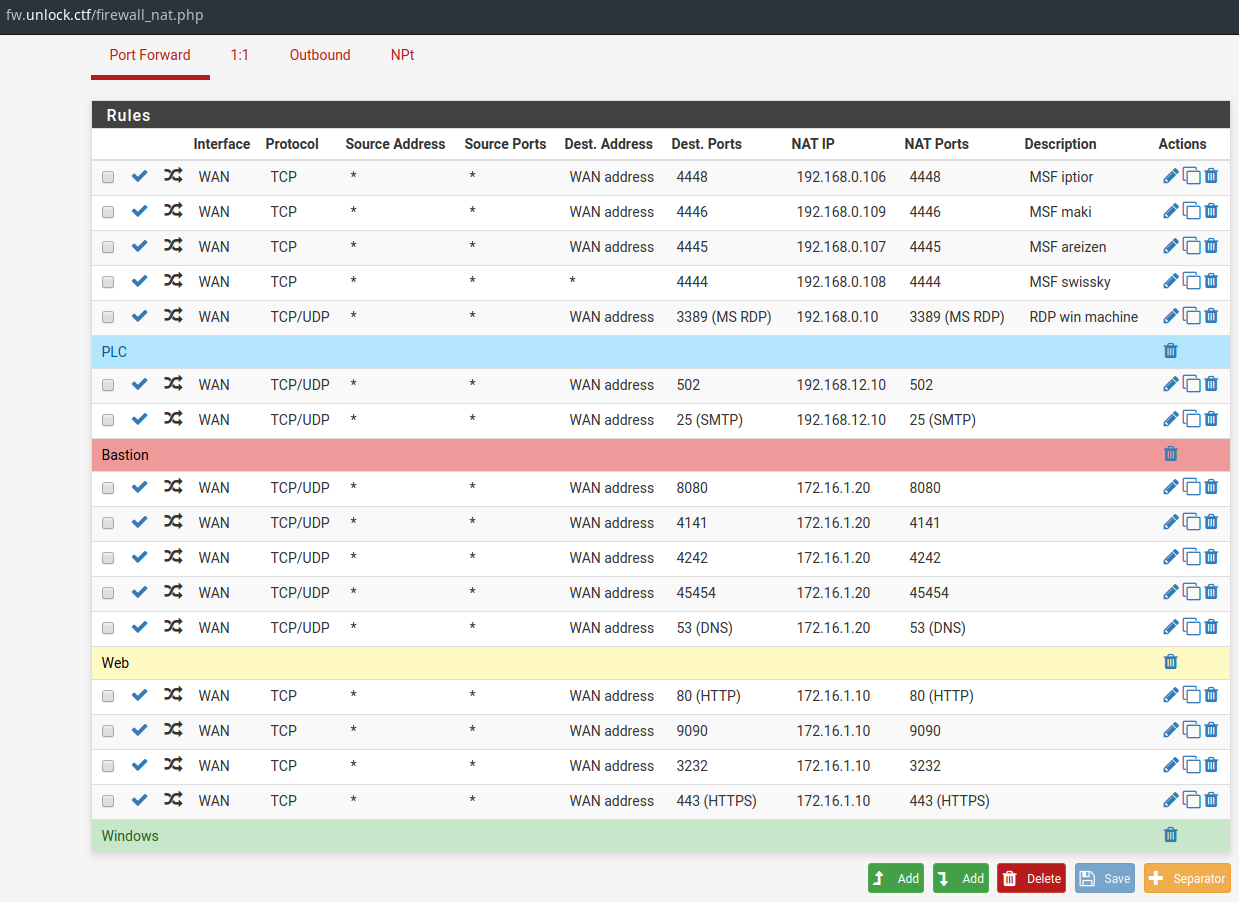 fw.unlock.ctf/firewall_nat.php
Port Forward 1:1 Outbound NPt
Rules
Interface Protocol Source Address Source Ports Dest. Address Dest. Ports NAT IP NAT Ports Description Actions
WAN TCP * * WAN address 4448 192.168.0.106 4448 MSF iptior
WAN TCP * * WAN address 4446 192.168.0.109 4446 MSF maki
WAN TCP * * WAN address 4445 192.168.0.107 4445 MSF areizen
WAN TCP * * * 4444 192.168.0.108 4444 MSF swissky
WAN TCP/UDP * * WAN address 3389 (MS RDP) 192.168.0.10 3389 (MS RDP) RDP win machine
PLC
WAN TCP/UDP * * WAN address 502 192.168.12.10 502
WAN TCP/UDP * * WAN address 25 (SMTP) 192.168.12.10 25 (SMTP)
Bastion
WAN TCP/UDP * * WAN address 8080 172.16.1.20 8080
WAN TCP/UDP * * WAN address 4141 172.16.1.20 4141
WAN TCP/UDP * * WAN address 4242 172.16.1.20 4242
WAN TCP/UDP * * WAN address 45454 172.16.1.20 45454
WAN TCP/UDP * * WAN address 53 (DNS) 172.16.1.20 53 (DNS)
Web
WAN TCP * * WAN address 80 (HTTP) 172.16.1.10 80 (HTTP)
WAN TCP * * WAN address 9090 172.16.1.10 9090
WAN TCP * * WAN address 3232 172.16.1.10 3232
WAN TCP * * WAN address 443 (HTTPS) 172.16.1.10 443 (HTTPS)
Windows
Add Add Delete Save Separator